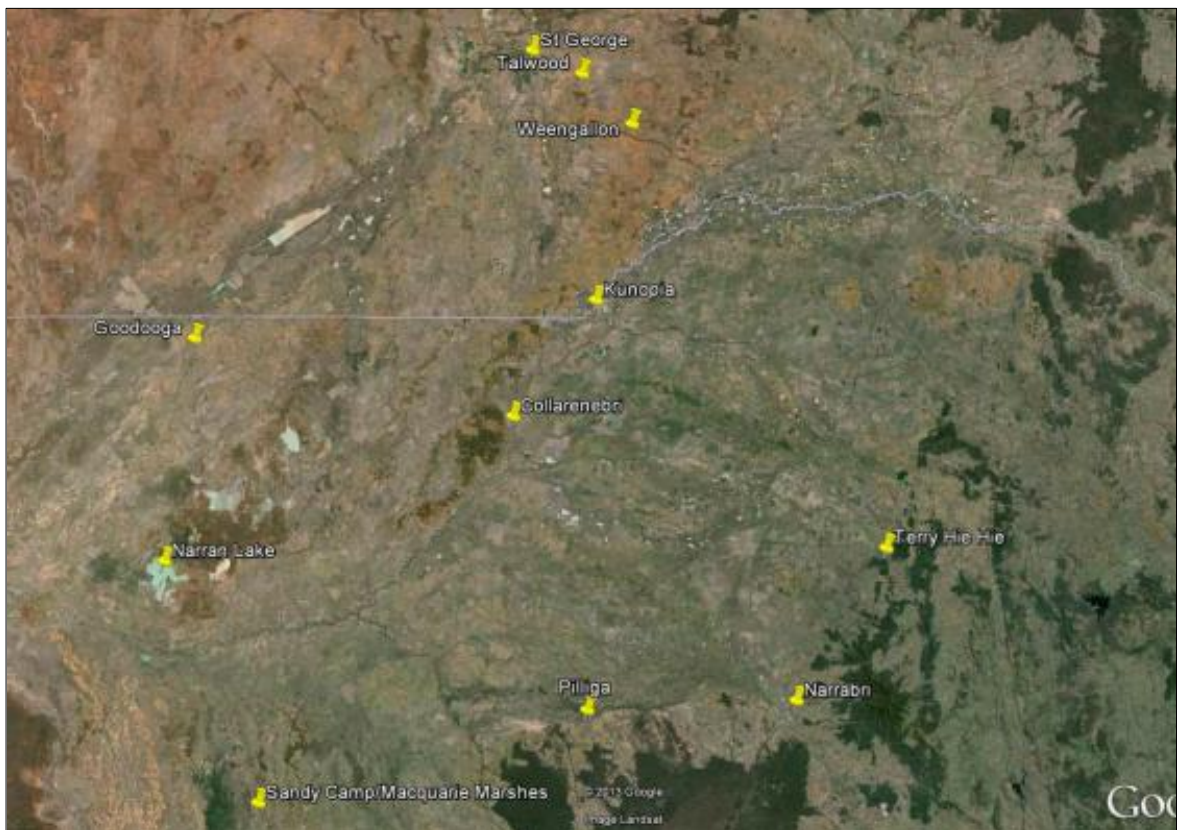 St George
Talwood
Weengallon
Kunopia
Goodooga
Collarenebri
Narran Lake
Terry Hie Hie
Pilliga
Narrabri
Sandy Camp/Macquarie Marshes
© 2013 Google
Image Landsat
Goo